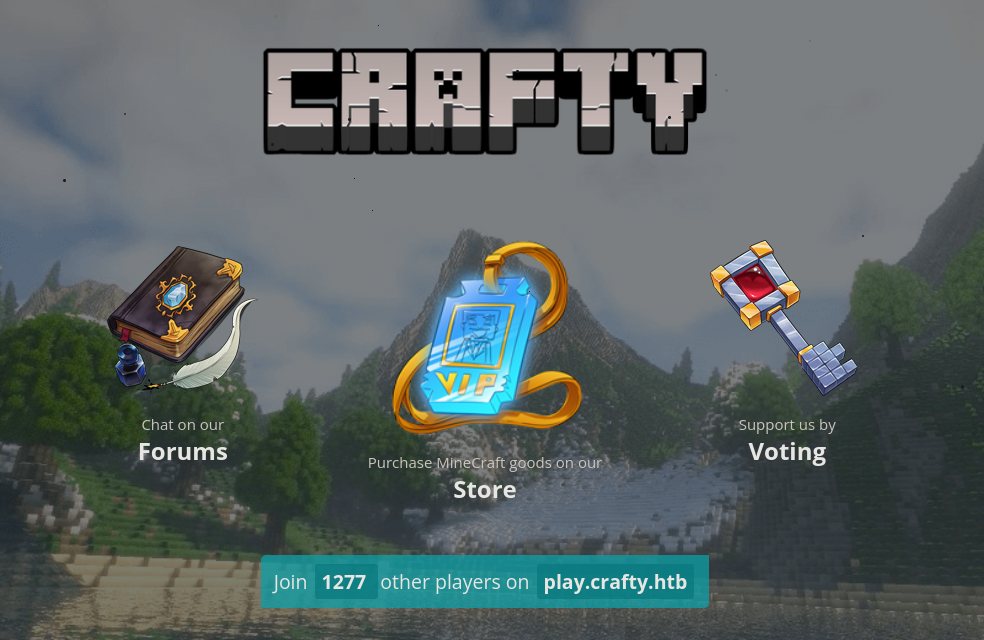 CRAFTY
VIP
Chat on our
Forums
Purchase MineCraft goods on our
Store
Support us by
Voting
Join 1277 other players on play.crafty.htb